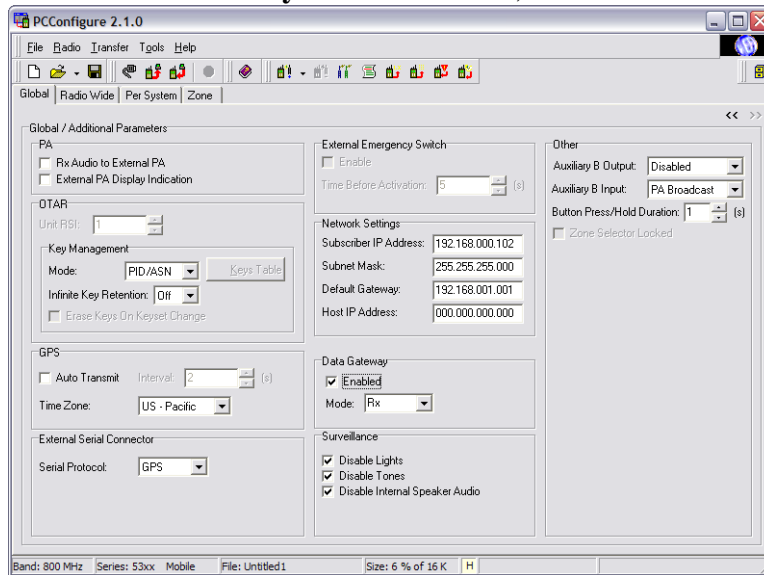 PCConfigure 2.1.0
File Radio Transfer Tools Help
Global Radio Wide Per System Zone
<< >>
Global / Additional Parameters
PA
Rx Audio to External PA
External PA Display Indication
OTAR
Unit RSI: 1
Key Management
Mode: PID/ASN Keys Table
Infinite Key Retention: Off
Erase Keys On Keyset Change
GPS
Auto Transmit Interval: 2 (s)
Time Zone: US - Pacific
External Serial Connector
Serial Protocol: GPS
External Emergency Switch
Enable
Time Before Activation: 5 (s)
Network Settings
Subscriber IP Address: 192.168.000.102
Subnet Mask: 255.255.255.000
Default Gateway: 192.168.001.001
Host IP Address: 000.000.000.000
Data Gateway
Enabled
Mode: Rx
Surveillance
Disable Lights
Disable Tones
Disable Internal Speaker Audio
Other
Auxiliary B Output: Disabled
Auxiliary B Input: PA Broadcast
Button Press/Hold Duration: 1 (s)
Zone Selector Locked
Band: 800 MHz Series: 53xx Mobile File: Untitled1 Size: 6 % of 16 K H